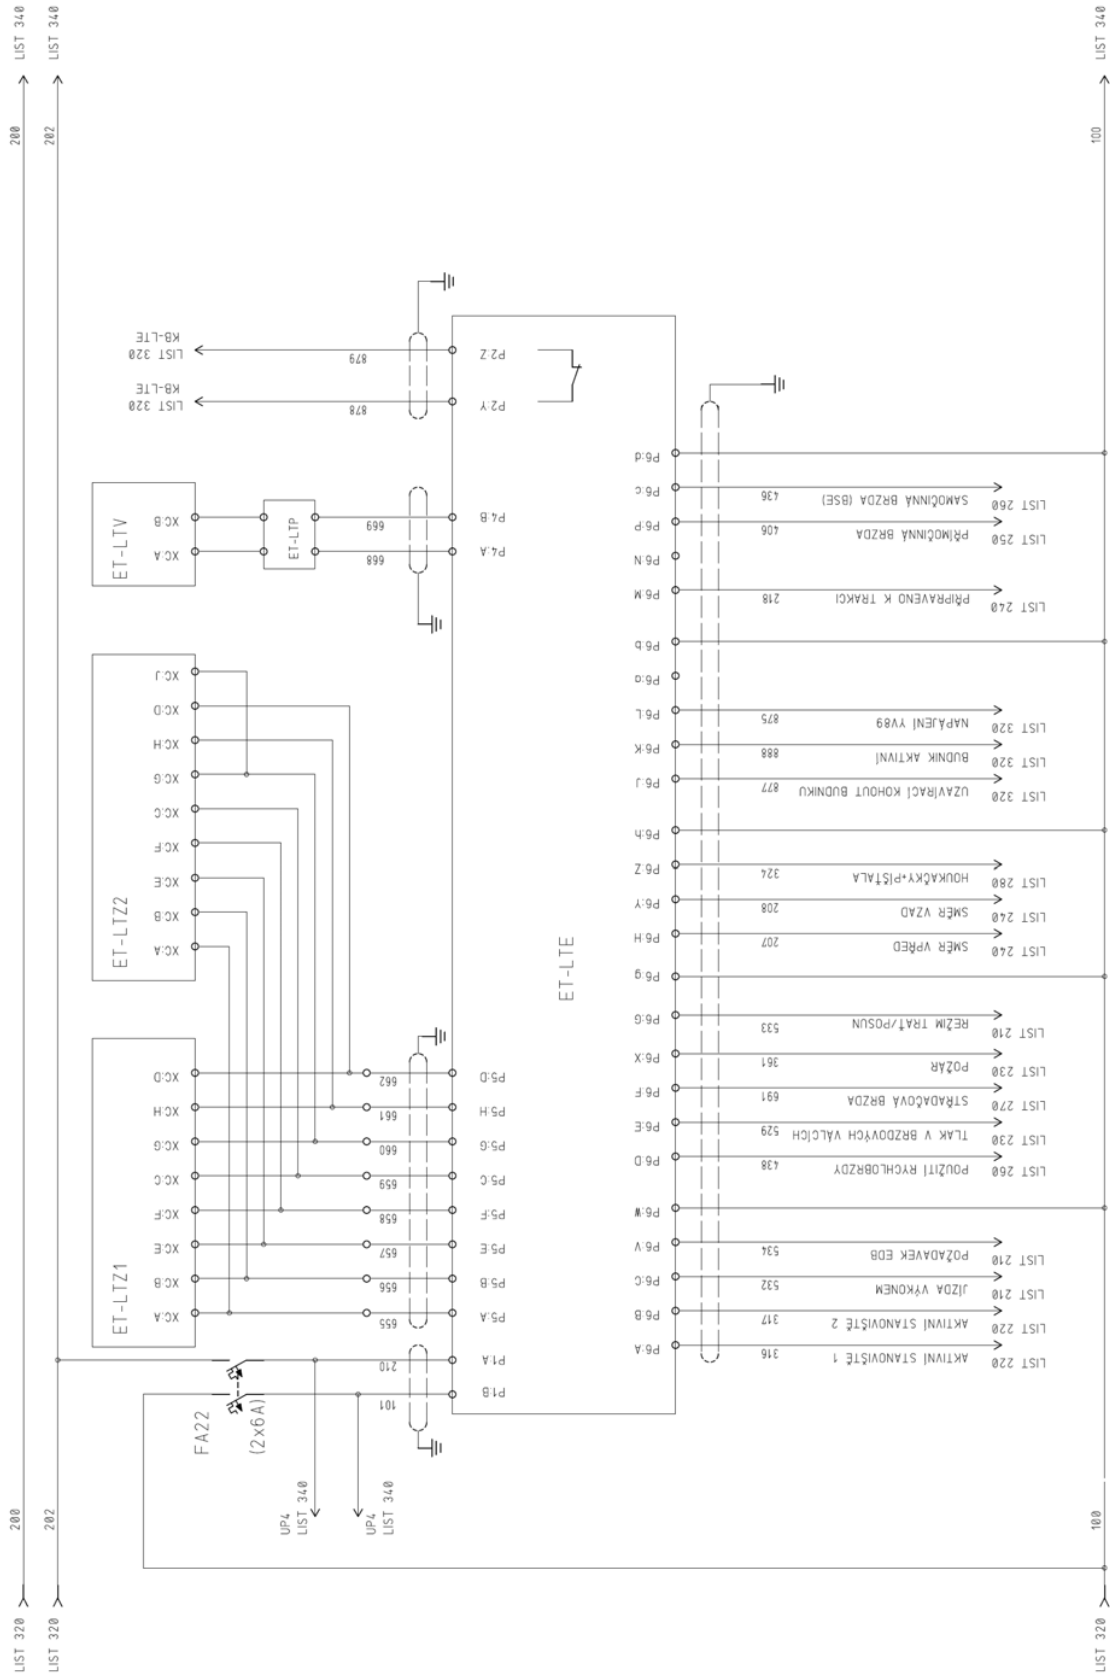 LIST 340
LIST 340
LIST 340
200
202
100
LIST 320
KB-LTE
LIST 320
KB-LTE
879
878
P2:Z
P2:Y
ET-LTV
XC:B
XC:A
ET-LTP
669
668
P4:B
P4:A
ET-LTZ2
XC:J
XC:D
XC:H
XC:G
XC:C
XC:F
XC:E
XC:B
XC:A
ET-LTZ1
XC:D
XC:H
XC:G
XC:C
XC:F
XC:E
XC:B
XC:A
662
661
660
659
658
657
656
655
P5:D
P5:H
P5:G
P5:C
P5:F
P5:E
P5:B
P5:A
210
P1:A
101
P1:B
FA22
(2x6A)
UP4
LIST 340
UP4
LIST 340
ET-LTE
P6:d
P6:c
436
SAMOČINNÁ BRZDA (BSE)
LIST 260
P6:P
406
PŘÍMOČINNÁ BRZDA
LIST 250
P6:N
P6:M
218
PŘIPRAVENO K TRAKCI
LIST 240
P6:b
P6:a
P6:L
875
NAPÁJENÍ YV89
LIST 320
P6:K
888
BUDNIK AKTIVNÍ
LIST 320
P6:J
877
UZAVÍRACÍ KOHOUT BUDNIKU
LIST 320
P6:h
P6:Z
324
HOUKAČKY+PÍŠŤALA
LIST 280
P6:Y
208
SMĚR VZAD
LIST 240
P6:H
207
SMĚR VPŘED
LIST 240
P6:g
P6:G
533
REŽIM TRAŤ/POSUN
LIST 210
P6:X
361
POŽÁR
LIST 230
P6:F
691
STŘADAČOVÁ BRZDA
LIST 270
P6:E
529
TLAK V BRZDOVÝCH VÁLCÍCH
LIST 230
P6:D
438
POUŽITÍ RYCHLOBRZDY
LIST 260
P6:W
P6:V
534
POŽADAVEK EDB
LIST 210
P6:C
532
JÍZDA VÝKONEM
LIST 210
P6:B
317
AKTIVNÍ STANOVIŠTĚ 2
LIST 220
P6:A
316
AKTIVNÍ STANOVIŠTĚ 1
LIST 220
200
202
100
LIST 320
LIST 320
LIST 320